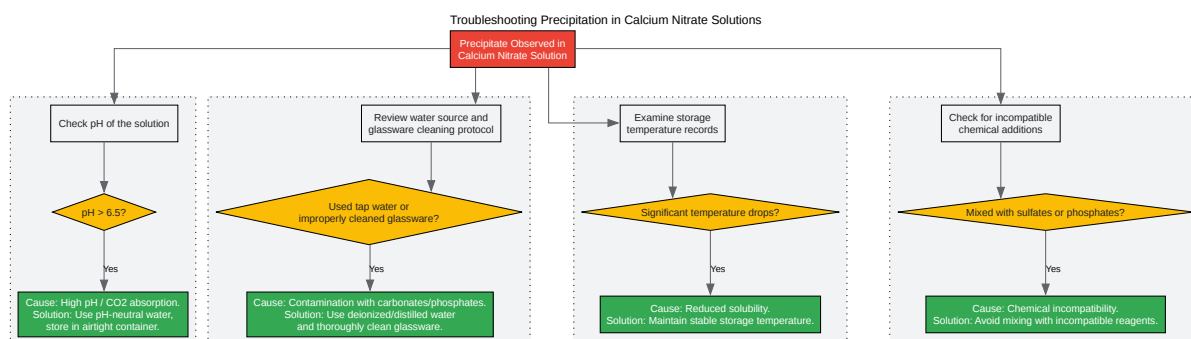 Troubleshooting Precipitation in Calcium Nitrate Solutions
Precipitate Observed in
Calcium Nitrate Solution
Check pH of the solution
Review water source and
glassware cleaning protocol
Examine storage
temperature records
Check for incompatible
chemical additions
pH > 6.5?
Used tap water or
improperly cleaned glassware?
Significant temperature drops?
Mixed with sulfates or phosphates?
Yes
Yes
Yes
Yes
Cause: High pH / CO2 absorption.
Solution: Use pH-neutral water,
store in airtight container.
Cause: Contamination with carbonates/phosphates.
Solution: Use deionized/distilled water
and thoroughly clean glassware.
Cause: Reduced solubility.
Solution: Maintain stable storage temperature.
Cause: Chemical incompatibility.
Solution: Avoid mixing with incompatible reagents.